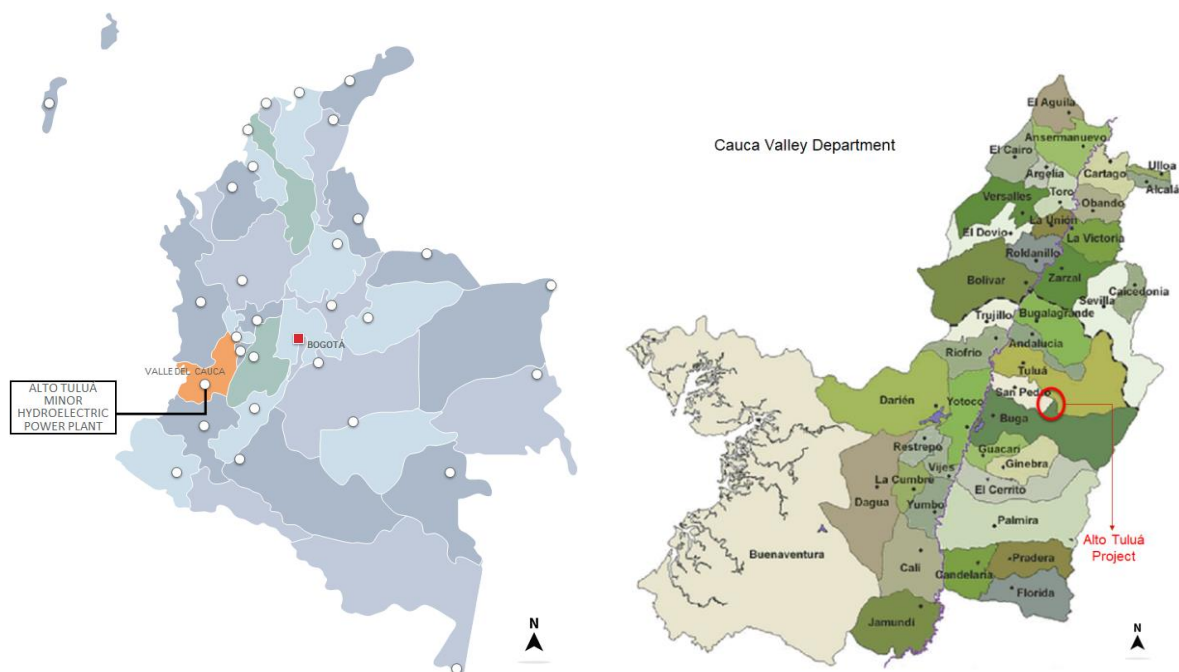 BOGOTÁ
VALLE DEL CAUCA
ALTO TULUÀ
MINOR
HYDROELECTRIC
POWER PLANT
N
Cauca Valley Department
El Aguila
Ansermanuevo
El Cairo
Argelia
Cartago
Ulloa
Alcalá
Versalles
Toro
Obando
La Unión
El Dovio
La Victoria
Roldanillo
Bolívar
Zarzal
Sevilla
Caicedonia
Trujillo
Bugalagrande
Andalucía
Riofrio
Tuluá
San Pedro
Darién
Yotoco
Buga
Restrepo
Guacarí
Ginebra
Vijes
La Cumbre
El Cerrito
Dagua
Yumbo
Palmira
Alto Tuluá
Project
Buenaventura
Cali
Candelaria
Pradera
Florida
Jamundí
N